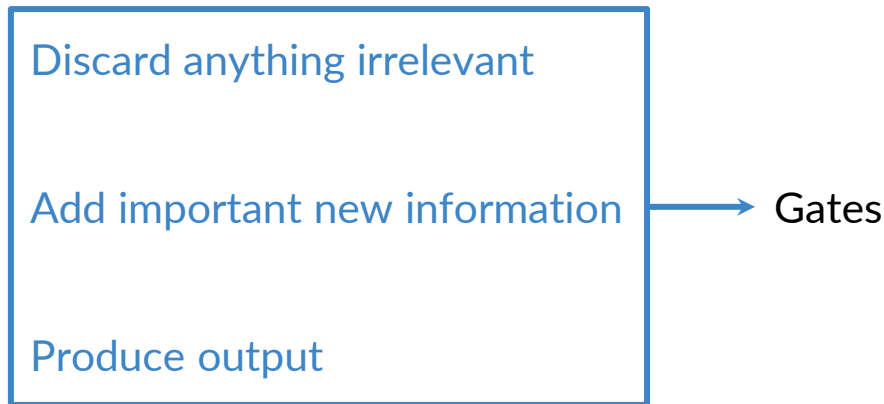 Discard anything irrelevant
Add important new information
Gates
Produce output